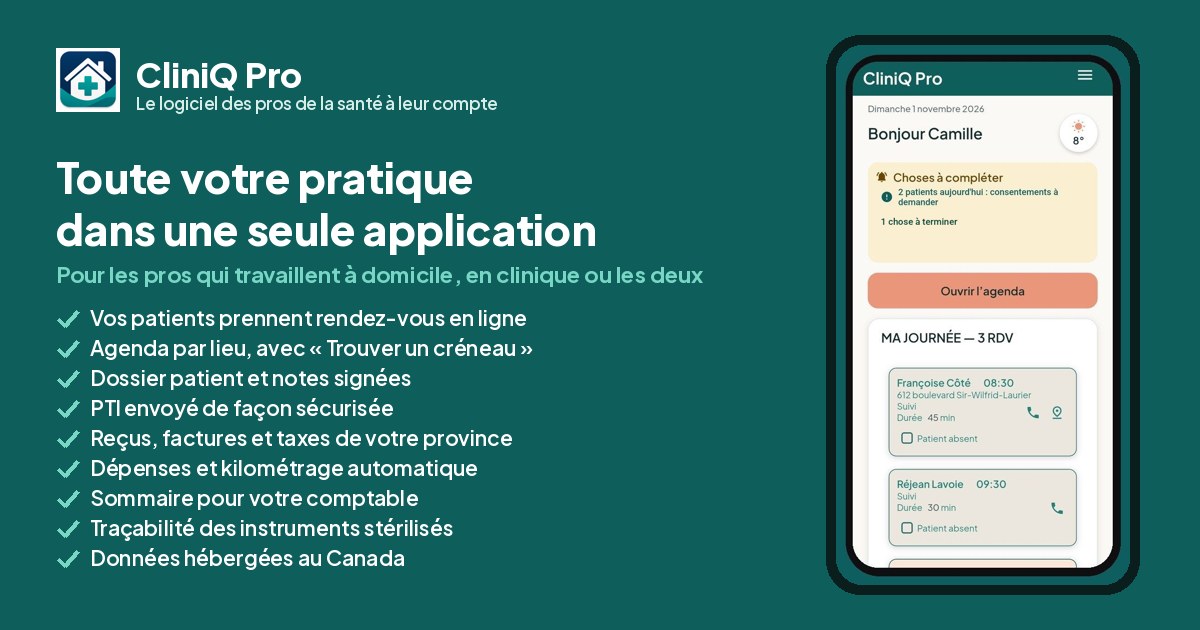 CliniQ Pro
Le logiciel des pros de la santé à leur compte
Toute votre pratique
dans une seule application
Pour les pros qui travaillent à domicile, en clinique ou les deux
Vos patients prennent rendez-vous en ligne
Agenda par lieu, avec « Trouver un créneau »
Dossier patient et notes signées
PTI envoyé de façon sécurisée
Reçus, factures et taxes de votre province
Dépenses et kilométrage automatique
Sommaire pour votre comptable
Traçabilité des instruments stérilisés
Données hébergées au Canada
CliniQ Pro
Dimanche 1 novembre 2026
Bonjour Camille
8°
Choses à compléter
2 patients aujourd'hui : consentements à
demander
1 chose à terminer
Ouvrir l'agenda
MA JOURNÉE — 3 RDV
Françoise Côté 08:30
612 boulevard Sir-Wilfrid-Laurier
Suivi
Durée 45 min
Patient absent
Réjean Lavoie 09:30
Suivi
Durée 30 min
Patient absent